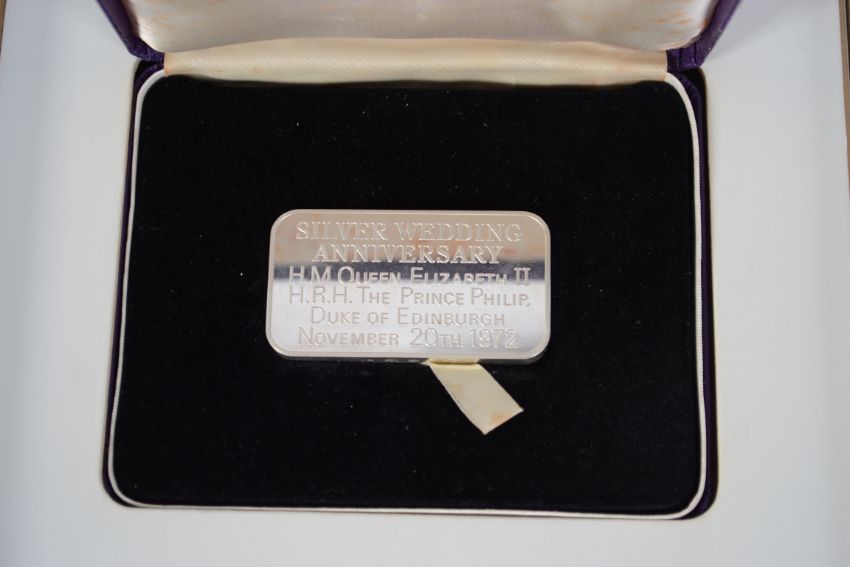 SILVER WEDDING
ANNIVERSARY
H.M. QUEEN ELIZABETH II
H.R.H. THE PRINCE PHILIP,
DUKE OF EDINBURGH
NOVEMBER 20TH. 1972